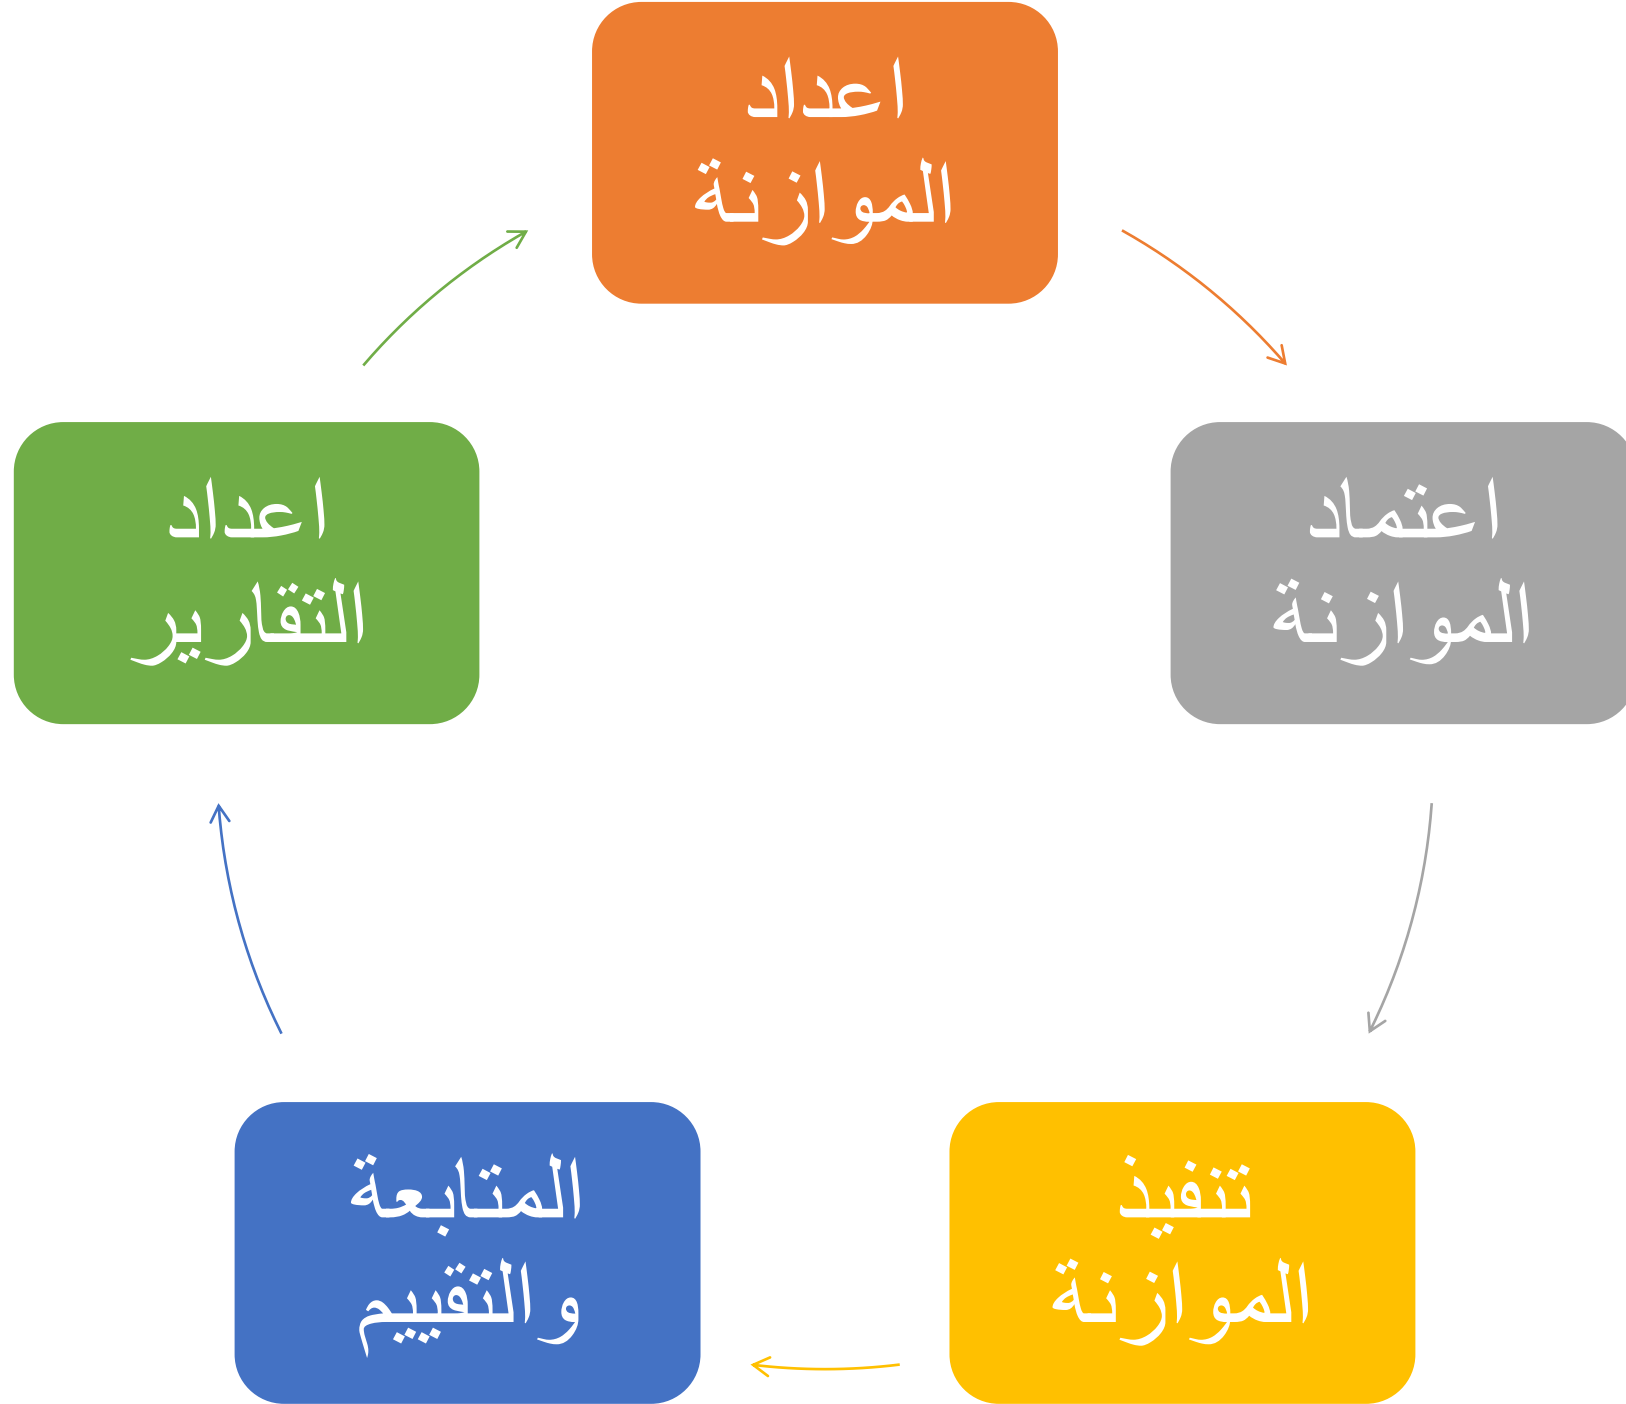 اعداد
الموازنة
اعتماد
الموازنة
تنفيذ
الموازنة
المتابعة
والتقييم
اعداد
التقارير